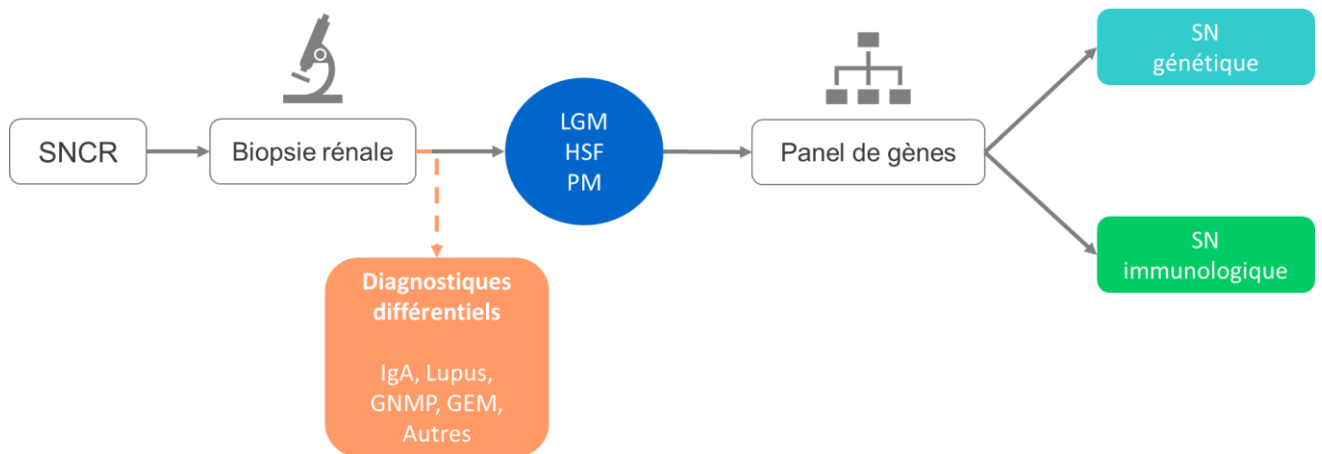 SNCR
Biopsie rénale
LGM
HSF
PM
Panel de gènes
SN
génétique
SN
immunologique
Diagnostiques
différentiels
IgA, Lupus,
GNMP, GEM,
Autres